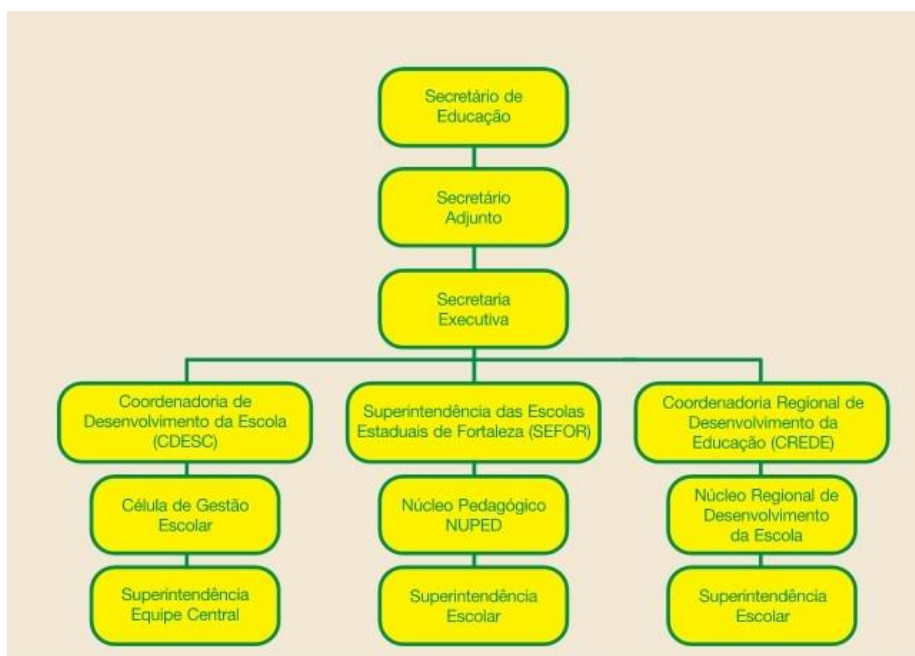 Secretário de
Educação
Secretário
Adjunto
Secretaria
Executiva
Coordenadoria de
Desenvolvimento da Escola
(CDESC)
Superintendência das Escolas
Estaduais de Fortaleza (SEFOR)
Coordenadoria Regional de
Desenvolvimento da
Educação (CREDE)
Célula de Gestão
Escolar
Núcleo Pedagógico
NUPED
Núcleo Regional de
Desenvolvimento
da Escola
Superintendência
Equipe Central
Superintendência
Escolar
Superintendência
Escolar